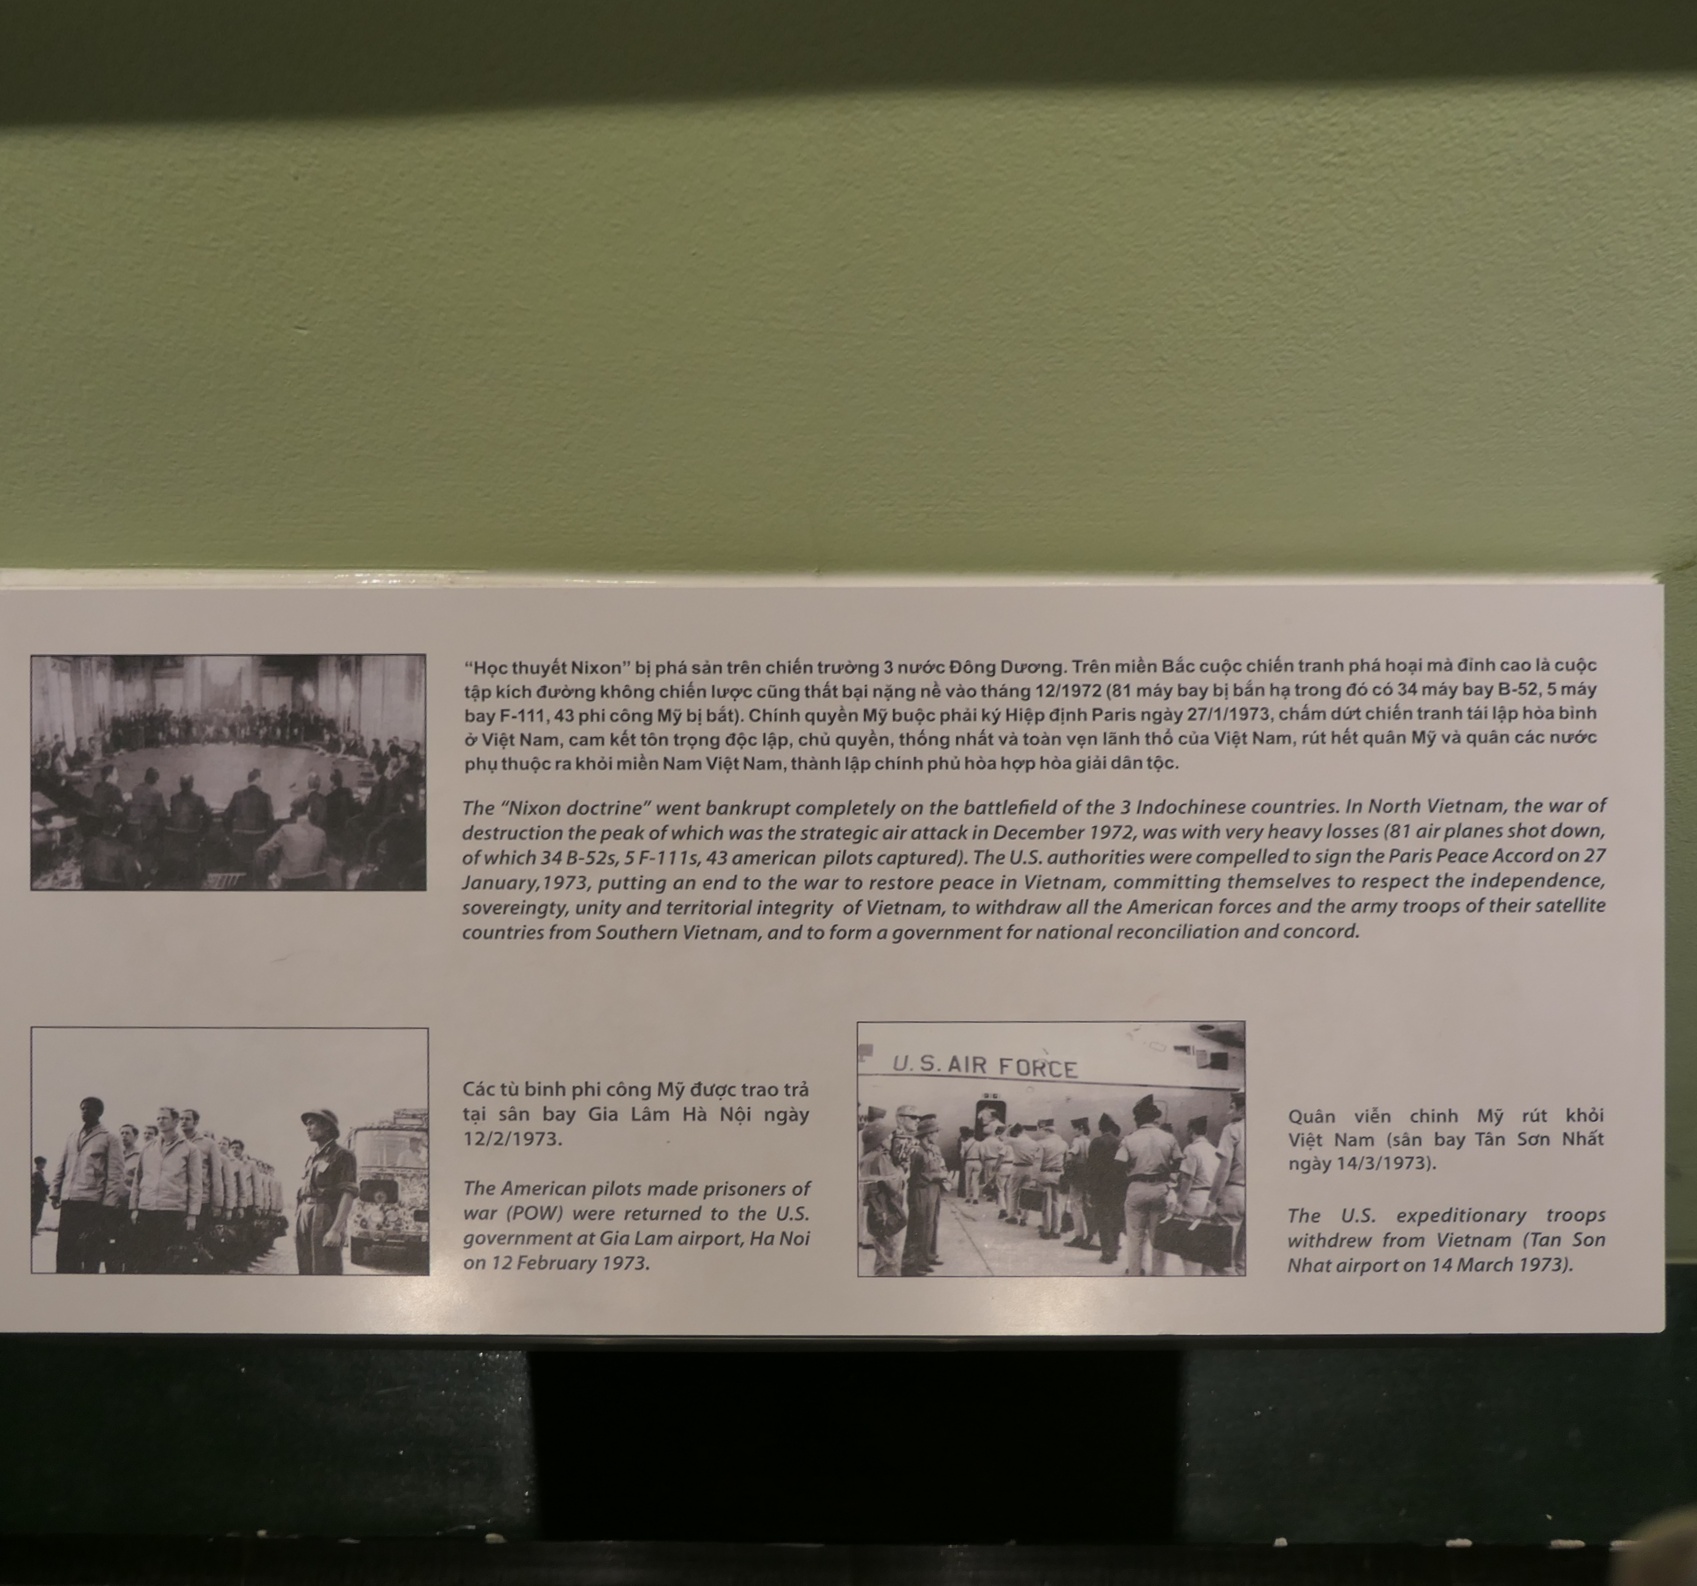 “Học thuyết Nixon” bị phá sản trên chiến trường 3 nước Đông Dương. Trên miền Bắc cuộc chiến tranh phá hoại mà đỉnh cao là cuộc
tập kích đường không chiến lược cũng thất bại nặng nề vào tháng 12/1972 (81 máy bay bị bắn hạ trong đó có 34 máy bay B-52, 5 máy
bay F-111, 43 phi công Mỹ bị bắt). Chính quyền Mỹ buộc phải ký Hiệp định Paris ngày 27/1/1973, chấm dứt chiến tranh tái lập hòa bình
ở Việt Nam, cam kết tôn trọng độc lập, chủ quyền, thống nhất và toàn vẹn lãnh thổ của Việt Nam, rút hết quân Mỹ và quân các nước
phụ thuộc ra khỏi miền Nam Việt Nam, thành lập chính phủ hòa hợp hòa giải dân tộc.
The “Nixon doctrine” went bankrupt completely on the battlefield of the 3 Indochinese countries. In North Vietnam, the war of
destruction the peak of which was the strategic air attack in December 1972, was with very heavy losses (81 air planes shot down,
of which 34 B-52s, 5 F-111s, 43 american pilots captured). The U.S. authorities were compelled to sign the Paris Peace Accord on 27
January,1973, putting an end to the war to restore peace in Vietnam, committing themselves to respect the independence,
sovereingty, unity and territorial integrity of Vietnam, to withdraw all the American forces and the army troops of their satellite
countries from Southern Vietnam, and to form a government for national reconciliation and concord.
Các tù binh phi công Mỹ được trao trả
tại sân bay Gia Lâm Hà Nội ngày
12/2/1973.
The American pilots made prisoners of
war (POW) were returned to the U.S.
government at Gia Lam airport, Ha Noi
on 12 February 1973.
U.S. AIR FORCE
Quân viễn chinh Mỹ rút khỏi
Việt Nam (sân bay Tân Sơn Nhất
ngày 14/3/1973).
The U.S. expeditionary troops
withdrew from Vietnam (Tan Son
Nhat airport on 14 March 1973).